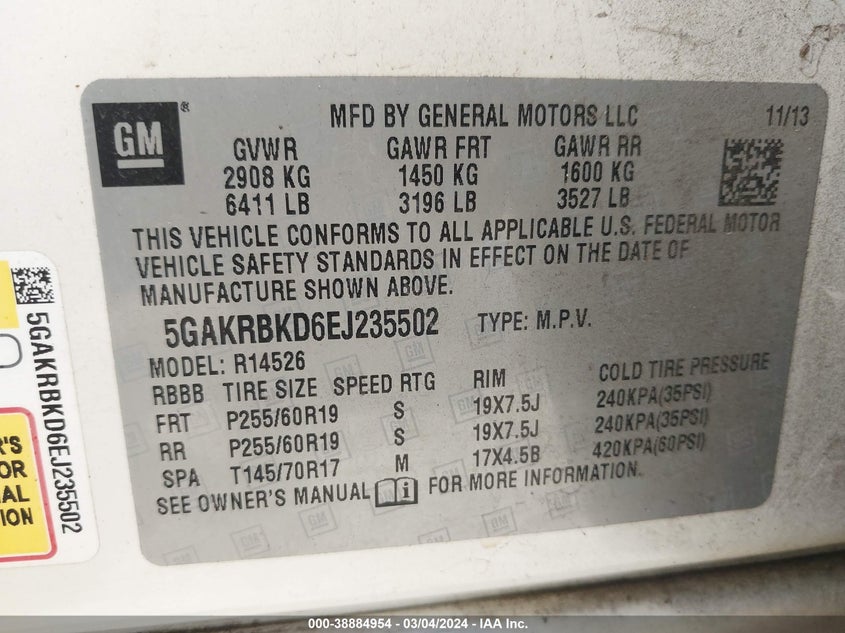 GM
®
MFD BY GENERAL MOTORS LLC 11/13
GVWR GAWR FRT GAWR RR
2908 KG 1450 KG 1600 KG
6411 LB 3196 LB 3527 LB
THIS VEHICLE CONFORMS TO ALL APPLICABLE U.S. FEDERAL MOTOR
VEHICLE SAFETY STANDARDS IN EFFECT ON THE DATE OF
MANUFACTURE SHOWN ABOVE.
5GAKRBKD6EJ235502 TYPE: M.P.V.
MODEL: R14526
RBBB TIRE SIZE SPEED RTG RIM COLD TIRE PRESSURE
FRT P255/60R19 S 19X7.5J 240KPA(35PSI)
RR P255/60R19 S 19X7.5J 240KPA(35PSI)
SPA T145/70R17 M 17X4.5B 420KPA(60PSI)
SEE OWNER'S MANUAL i FOR MORE INFORMATION.
5GAKRBKD6EJ235502
000-38884954 - 03/04/2024 - IAA Inc.